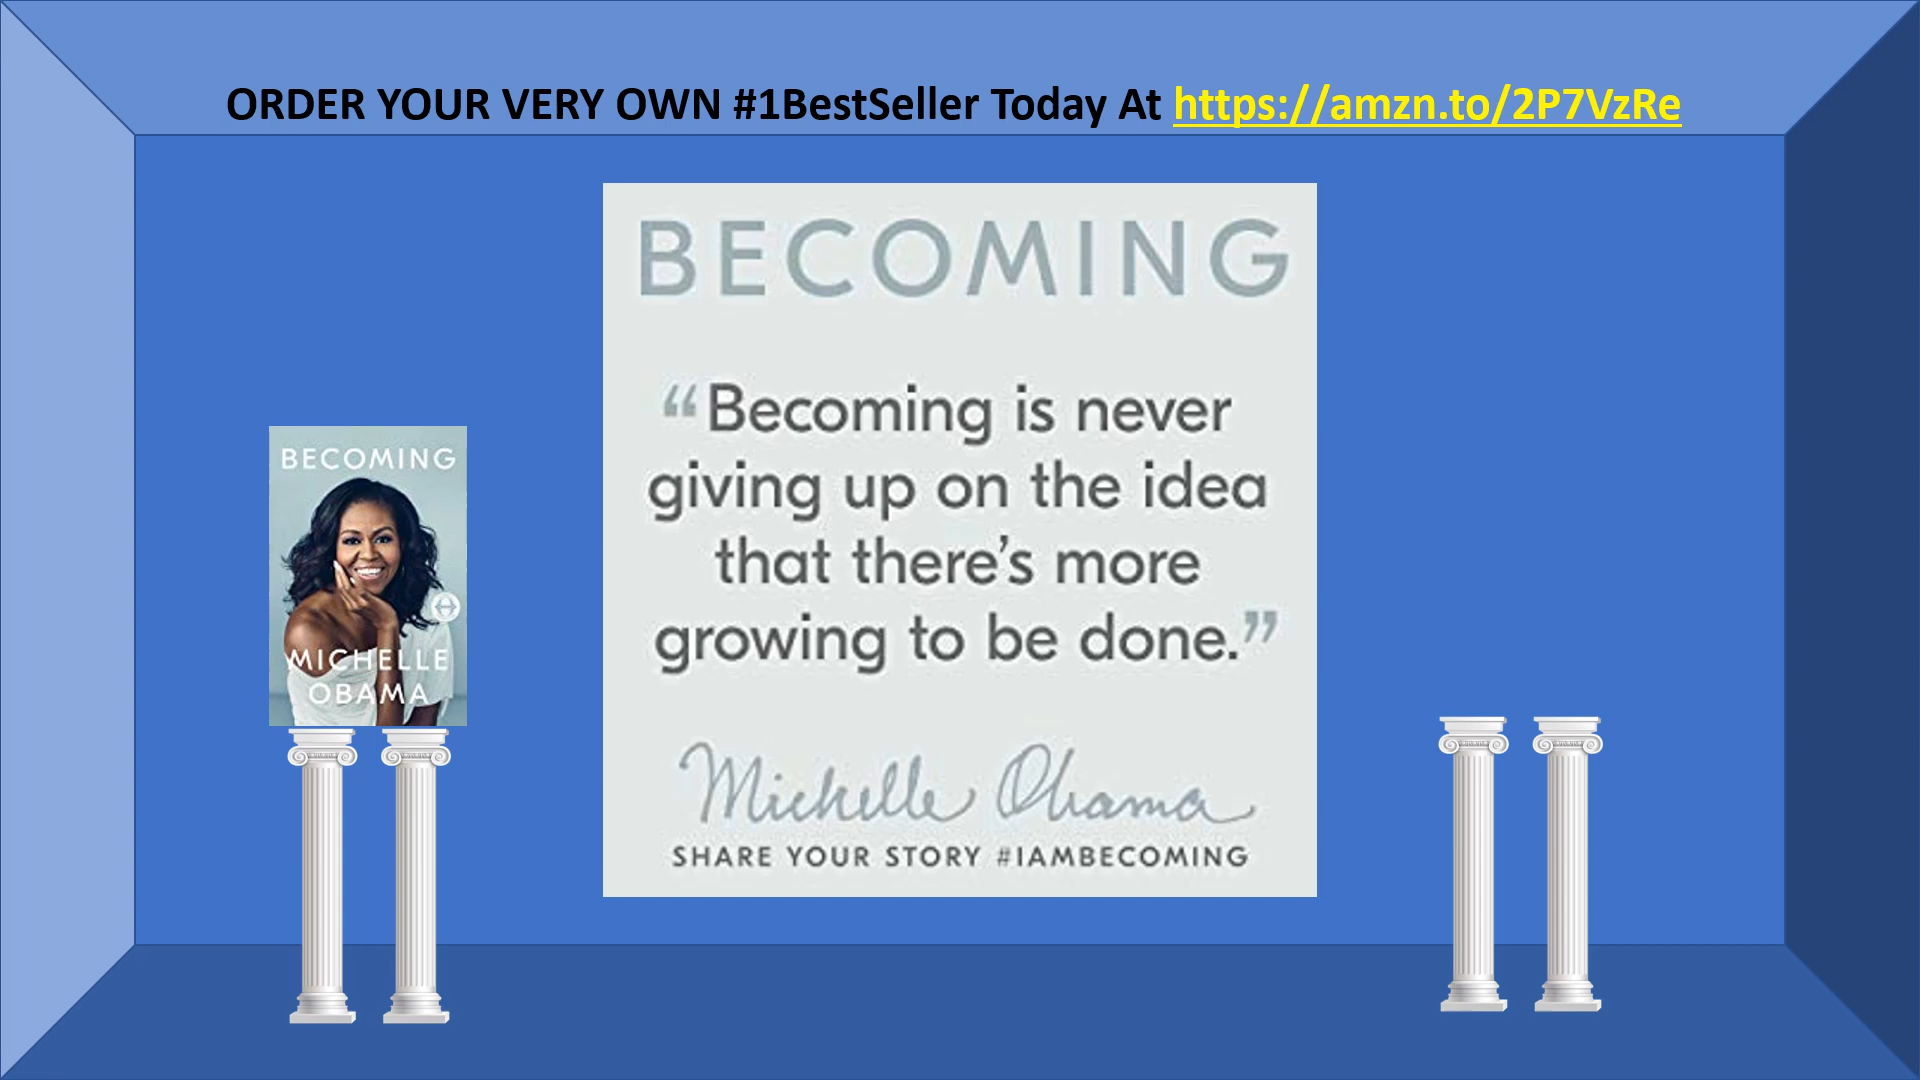 ORDER YOUR VERY OWN #1BestSeller Today At https://amzn.to/2P7VzRe
BECOMING
“Becoming is never
giving up on the idea
that there’s more
growing to be done.”
Michelle Obama
SHARE YOUR STORY #IAMBECOMING
BECOMING
MICHELLE
OBAMA